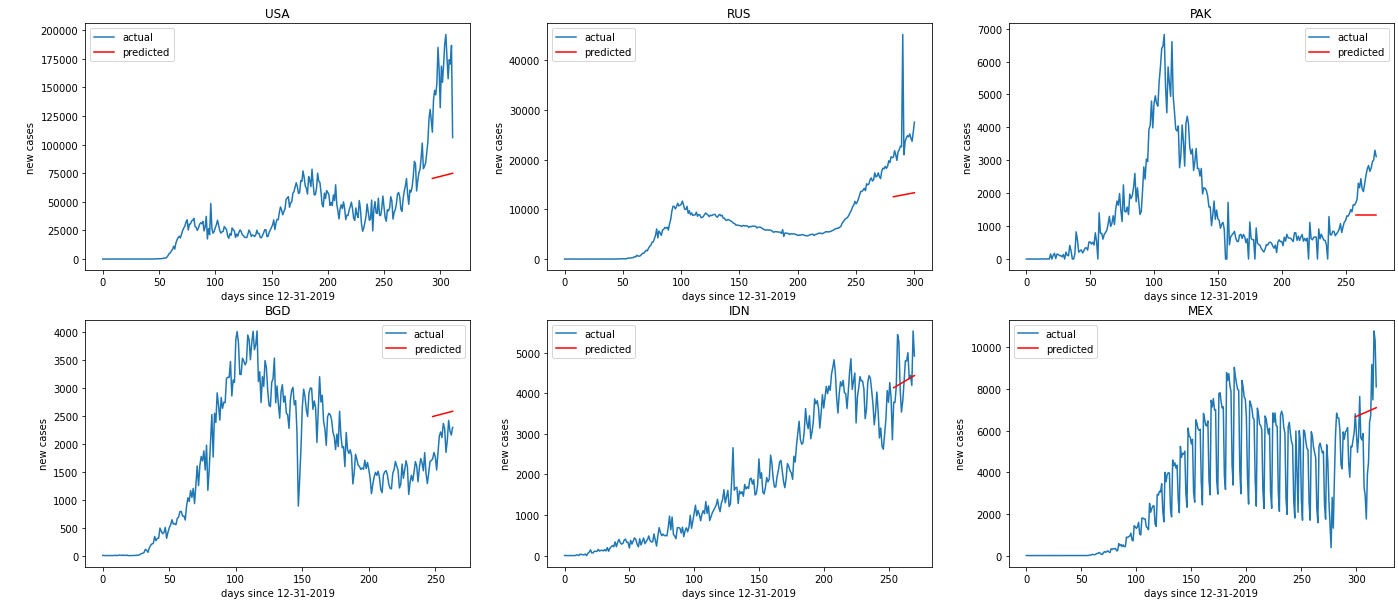 USA
actual
predicted
new cases
200000
175000
150000
125000
100000
75000
50000
25000
0
0 50 100 150 200 250 300
days since 12-31-2019
RUS
actual
predicted
new cases
40000
30000
20000
10000
0
0 50 100 150 200 250 300
days since 12-31-2019
PAK
actual
predicted
new cases
7000
6000
5000
4000
3000
2000
1000
0
0 50 100 150 200 250
days since 12-31-2019
BGD
actual
predicted
new cases
4000
3500
3000
2500
2000
1500
1000
500
0
0 50 100 150 200 250
days since 12-31-2019
IDN
actual
predicted
new cases
5000
4000
3000
2000
1000
0
0 50 100 150 200 250
days since 12-31-2019
MEX
actual
predicted
new cases
10000
8000
6000
4000
2000
0
0 50 100 150 200 250 300
days since 12-31-2019